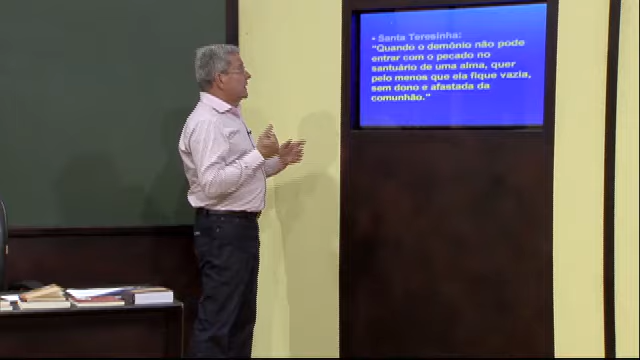 • Santa Teresinha:
"Quando o demônio não pode
entrar com o pecado no
santuário de uma alma, quer
pelo menos que ela fique vazia,
sem dono e afastada da
comunhão."